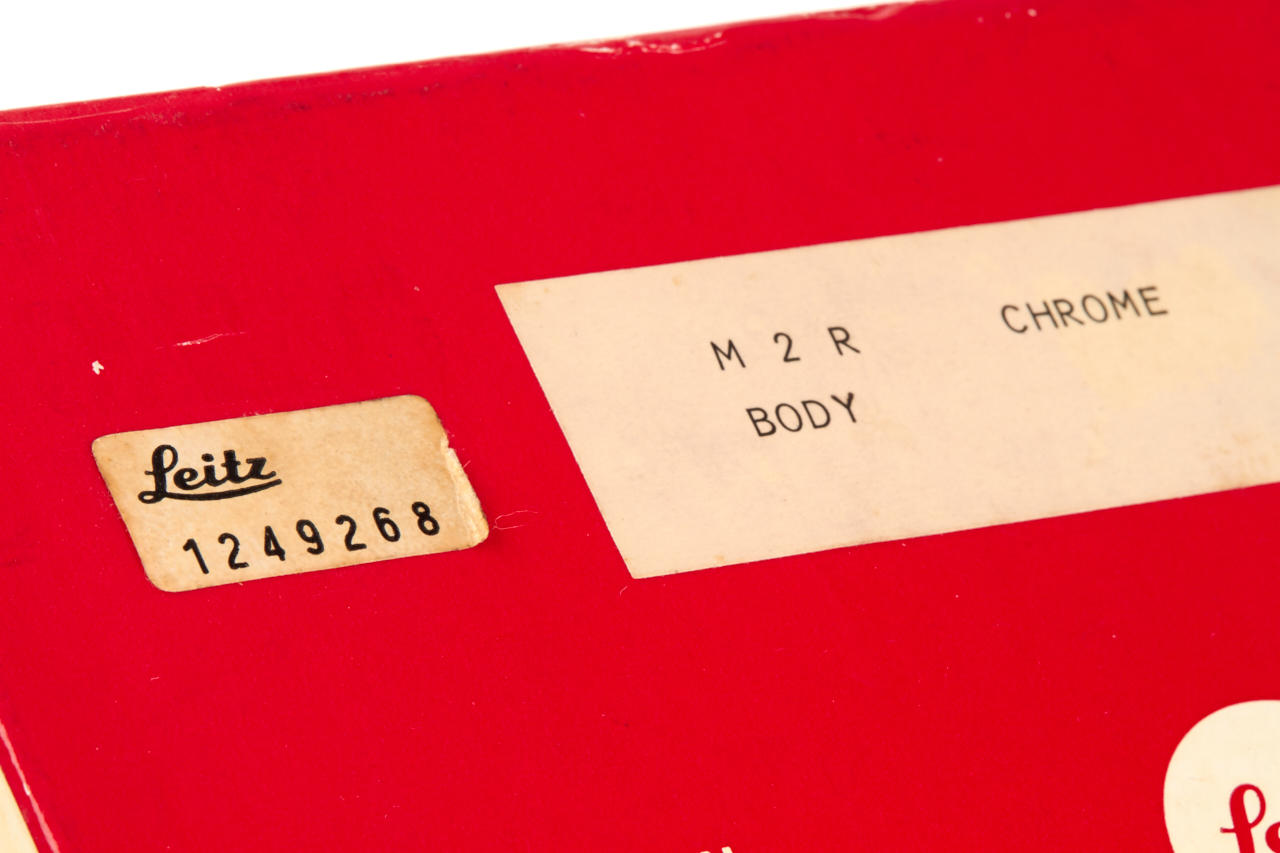 Leitz
1249268
M 2 R CHROME
BODY